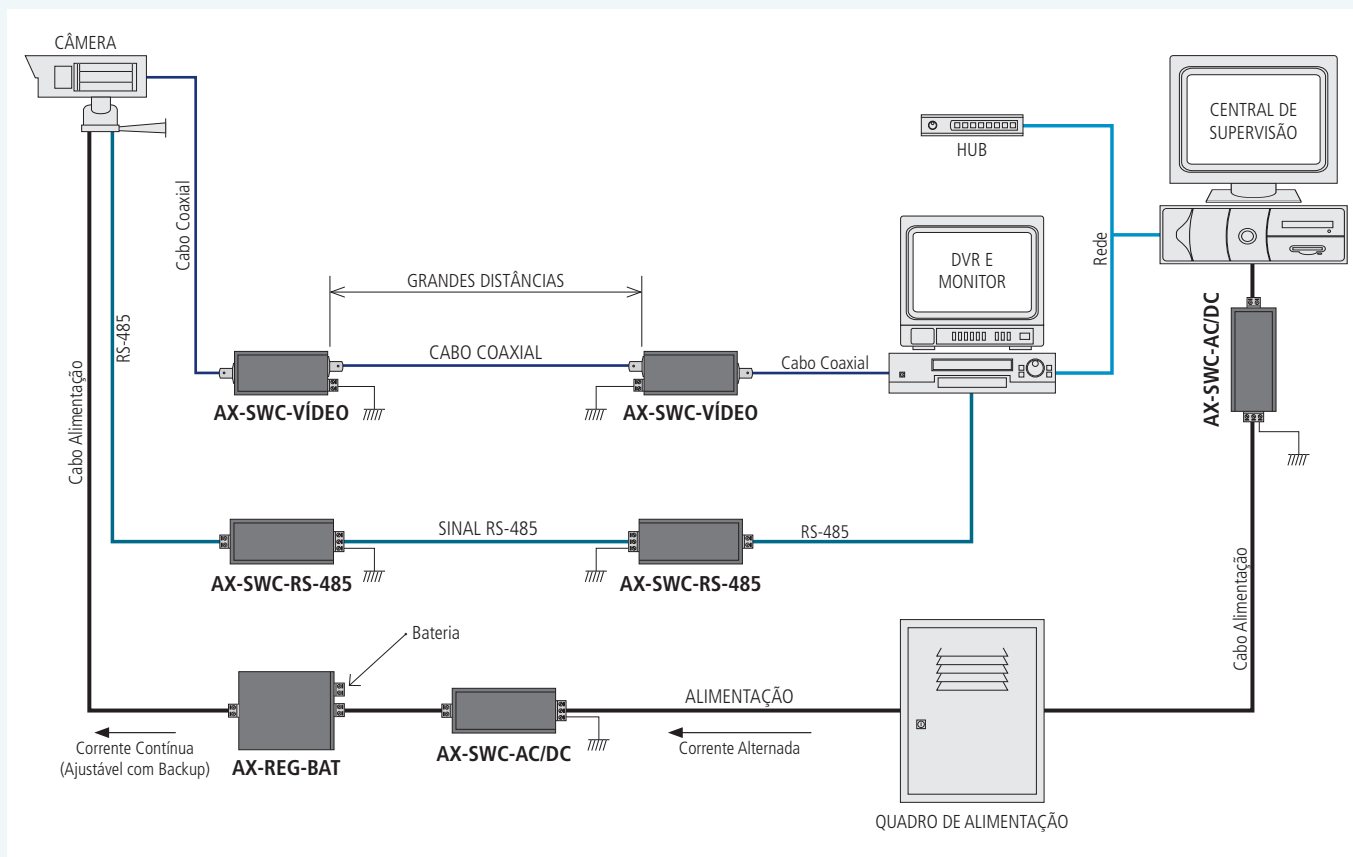 CÂMERA
CENTRAL DE
SUPERVISÃO
HUB
Cabo Coaxial
Rede
DVR E
MONITOR
GRANDES DISTÂNCIAS
RS-485
CABO COAXIAL
Cabo Coaxial
AX-SWC-AC/DC
AX-SWC-VÍDEO
AX-SWC-VÍDEO
Cabo Alimentação
SINAL RS-485
RS-485
AX-SWC-RS-485
AX-SWC-RS-485
Cabo Alimentação
Bateria
ALIMENTAÇÃO
Corrente Contínua
(Ajustável com Backup)
AX-REG-BAT
AX-SWC-AC/DC
Corrente Alternada
QUADRO DE ALIMENTAÇÃO